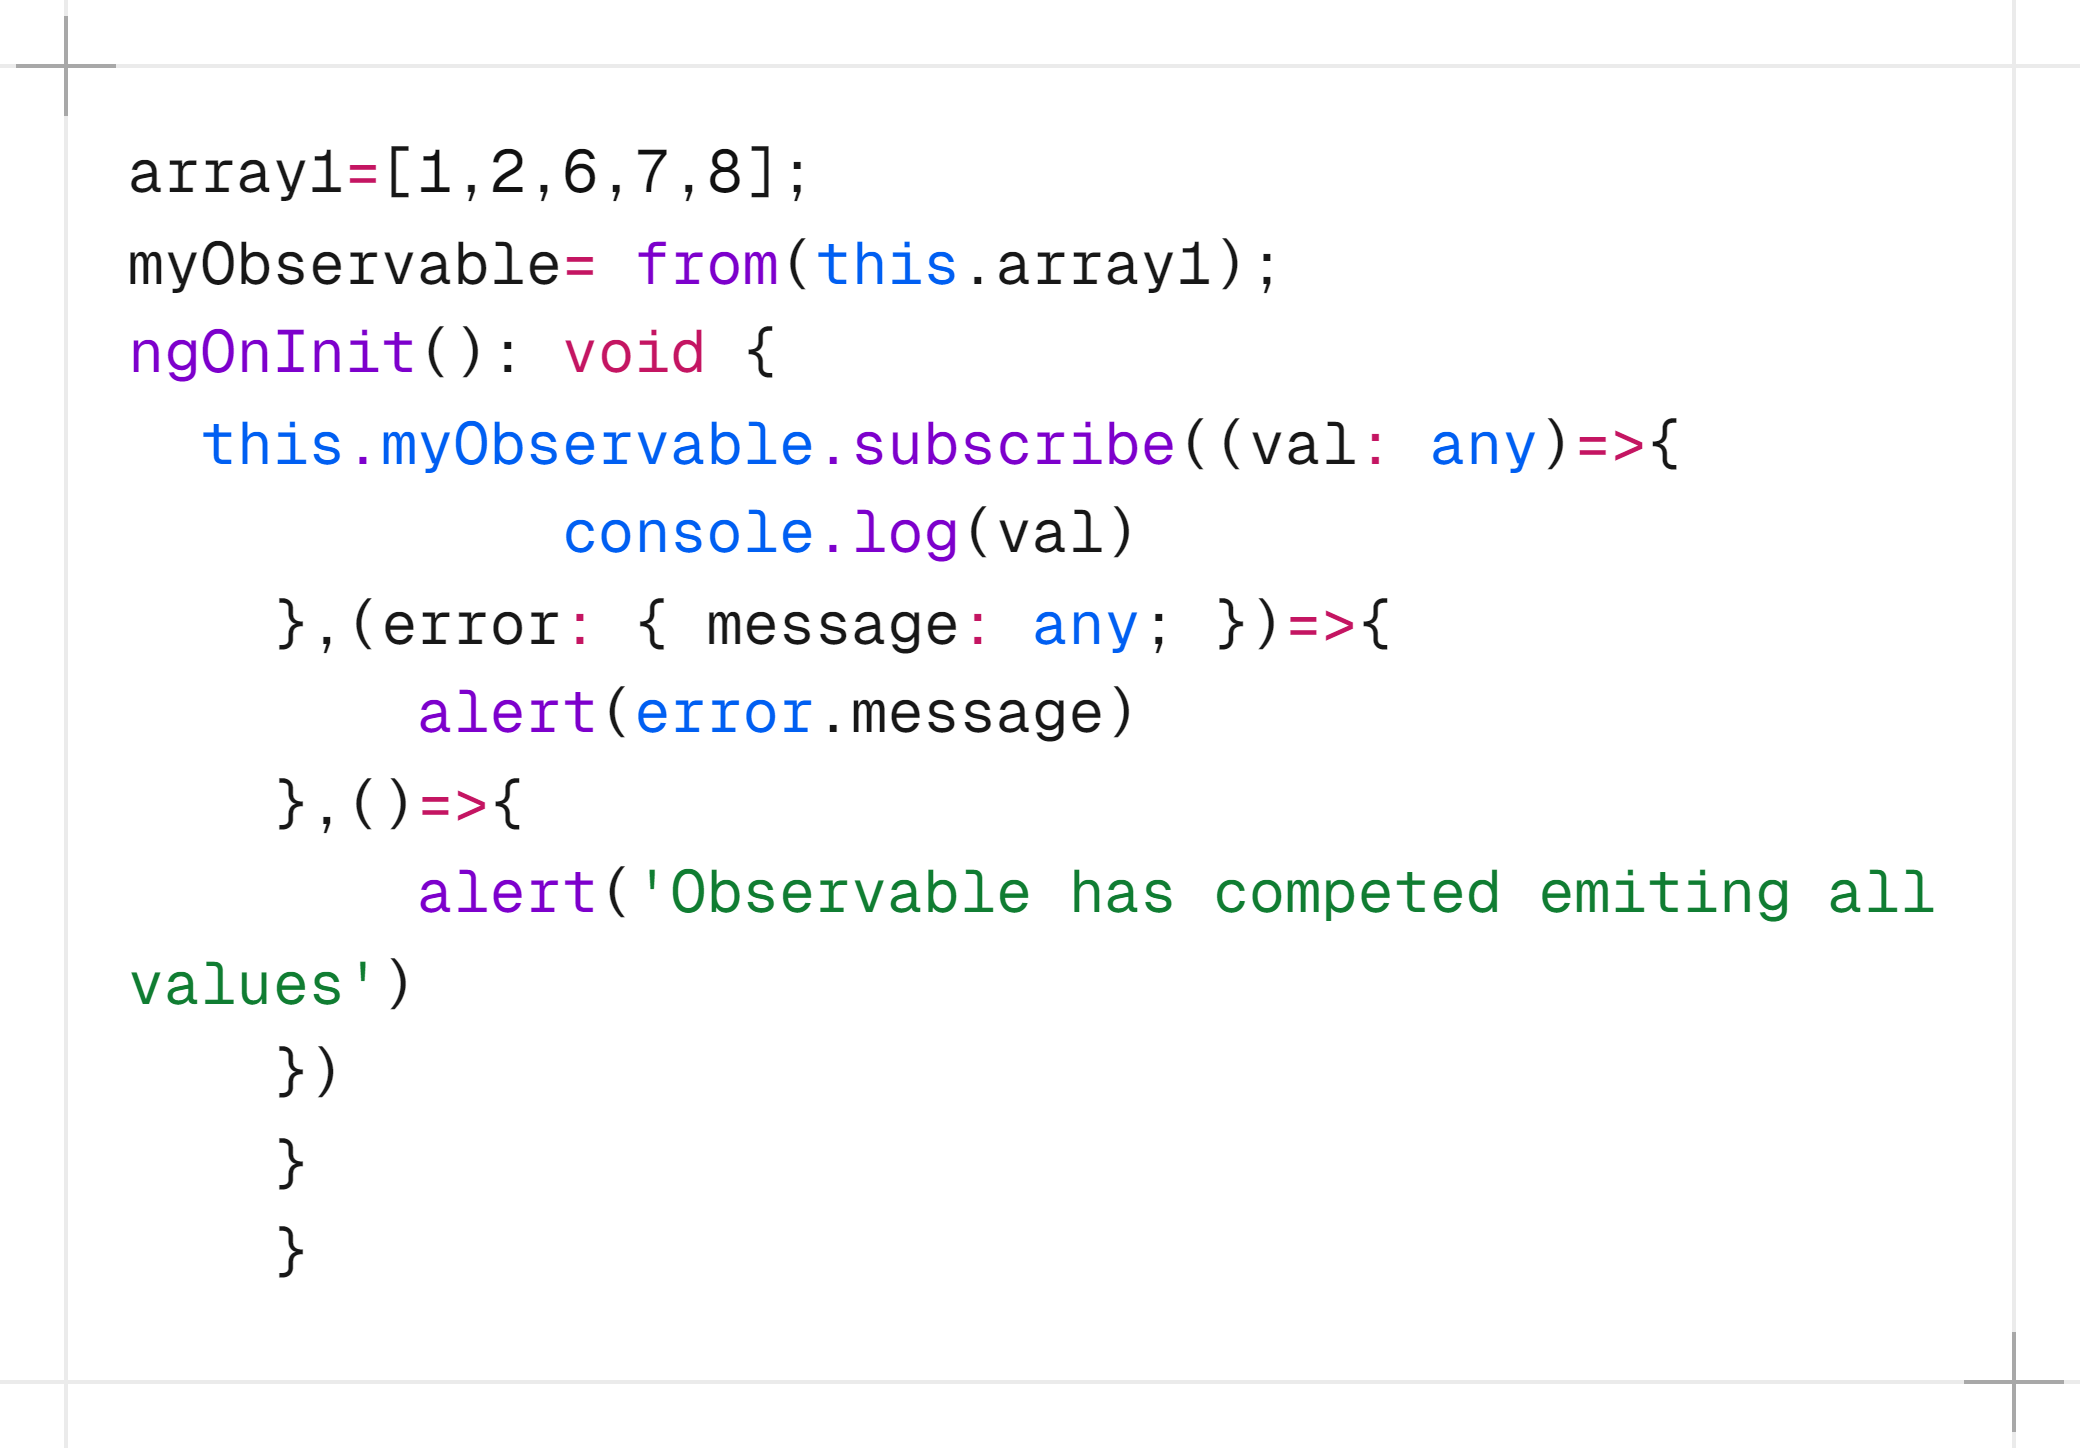 array1=[1,2,6,7,8];
myObservable= from(this.array1);
ngOnInit(): void {
  this.myObservable.subscribe((val: any)=>{
            console.log(val)
    },(error: { message: any; })=>{
        alert(error.message)
    },()=>{
        alert('Observable has competed emiting all
values')
    })
    }
    }